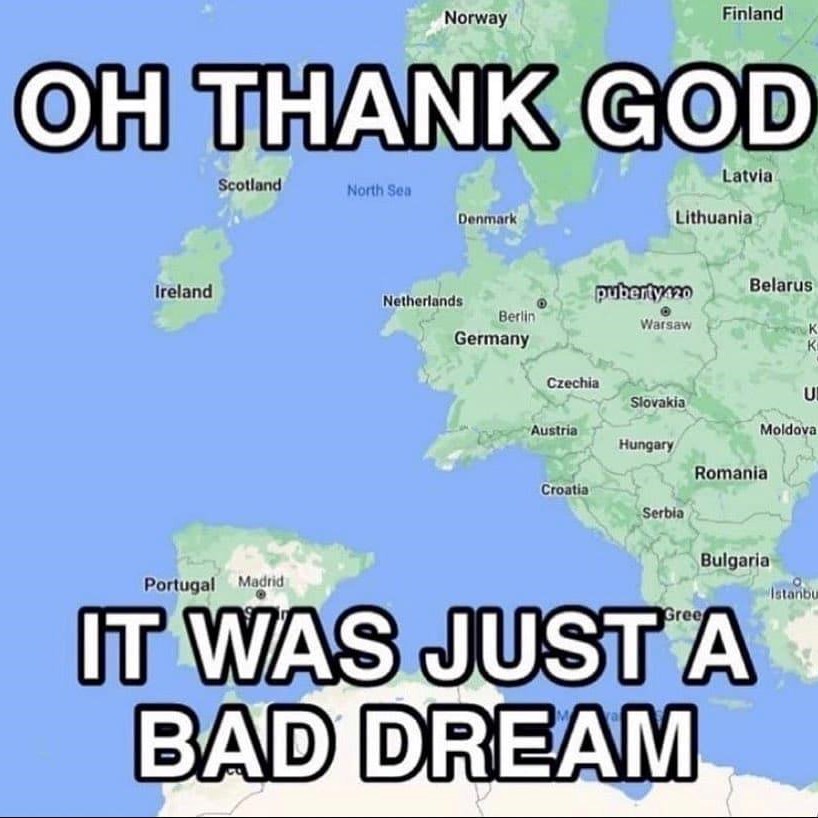 Norway
Finland
OH THANK GOD
Scotland
North Sea
Latvia
Denmark
Lithuania
Ireland
Netherlands
Berlin
puberty420
Belarus
Warsaw
Germany
Czechia
Slovakia
Austria
Hungary
Moldova
Romania
Croatia
Serbia
Bulgaria
Portugal
Madrid
Istanbu
Gree
IT WAS JUST A
BAD DREAM